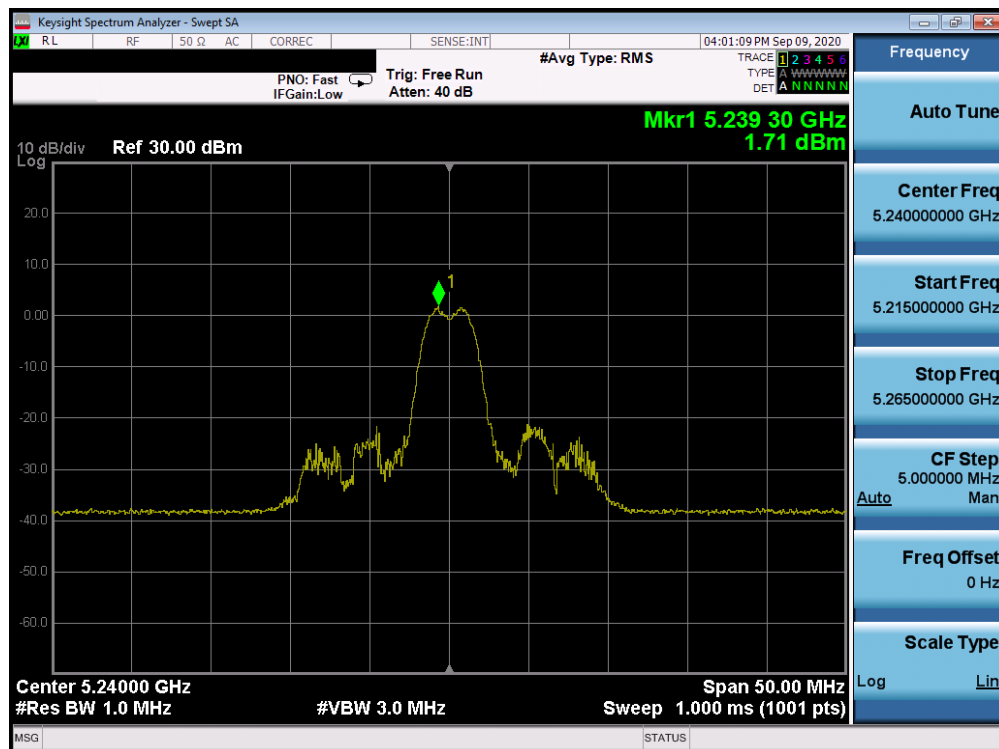 Keysight Spectrum Analyzer - Swept SA
LXI RL RF 50 Ω AC CORREC SENSE:INT 04:01:09 PM Sep 09, 2020
#Avg Type: RMS
TRACE 1 2 3 4 5 6
TYPE A WWWWWW
DET A N N N N N
PNO: Fast
IFGain:Low
Trig: Free Run
Atten: 40 dB
Mkr1 5.239 30 GHz
1.71 dBm
10 dB/div
Log
Ref 30.00 dBm
20.0
10.0
0.00
-10.0
-20.0
-30.0
-40.0
-50.0
-60.0
1
Center 5.24000 GHz
Span 50.00 MHz
#Res BW 1.0 MHz
#VBW 3.0 MHz
Sweep 1.000 ms (1001 pts)
MSG
STATUS
Frequency
Auto Tune
Center Freq
5.240000000 GHz
Start Freq
5.215000000 GHz
Stop Freq
5.265000000 GHz
CF Step
5.000000 MHz
Auto Man
Freq Offset
0 Hz
Scale Type
Log Lin